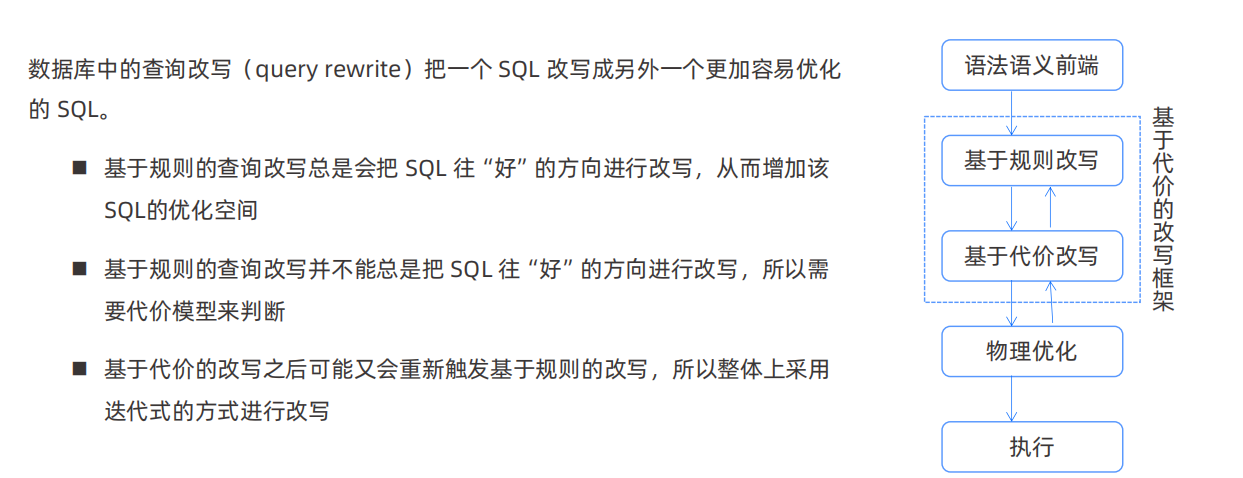 数据库中的查询改写（query rewrite）把一个 SQL 改写成另外一个更加容易优化
的 SQL。
■ 基于规则的查询改写总是会把 SQL 往“好”的方向进行改写，从而增加该
SQL的优化空间
■ 基于规则的查询改写并不能总是把 SQL 往“好”的方向进行改写，所以需
要代价模型来判断
■ 基于代价的改写之后可能又会重新触发基于规则的改写，所以整体上采用
迭代式的方式进行改写
语法语义前端
基于规则改写
基于代价改写
物理优化
执行
基于代价的改写框架